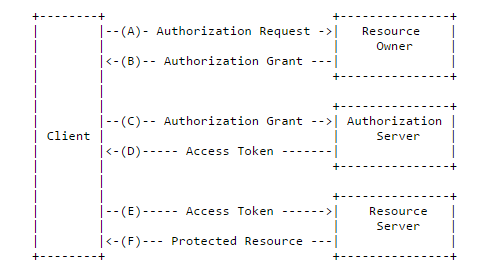 +--------+                               +---------------+
|        |--(A)- Authorization Request ->|   Resource    |
|        |                               |     Owner     |
|        |<-(B)-- Authorization Grant ---|               |
|        |                               +---------------+
|        |
|        |                               +---------------+
|        |--(C)-- Authorization Grant -->| Authorization |
| Client |                               |     Server    |
|        |<-(D)----- Access Token -------|               |
|        |                               +---------------+
|        |
|        |                               +---------------+
|        |--(E)----- Access Token ------>|    Resource   |
|        |                               |     Server    |
|        |<-(F)--- Protected Resource ---|               |
+--------+                               +---------------+